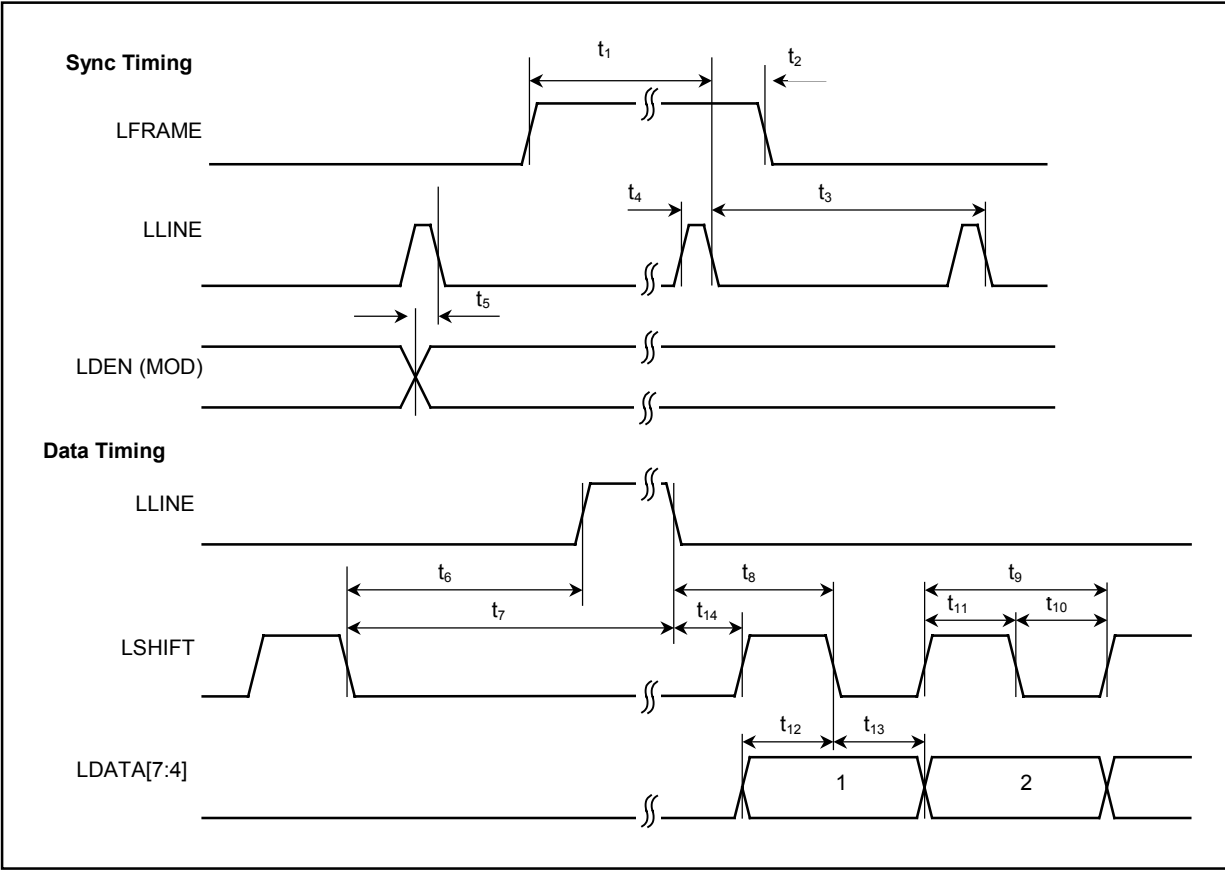 Sync Timing
t1
t2
LFRAME
t4
t3
LLINE
t5
LDEN (MOD)
Data Timing
LLINE
t6
t8
t9
t7
t14
t11
t10
LSHIFT
t12
t13
LDATA[7:4]
1
2